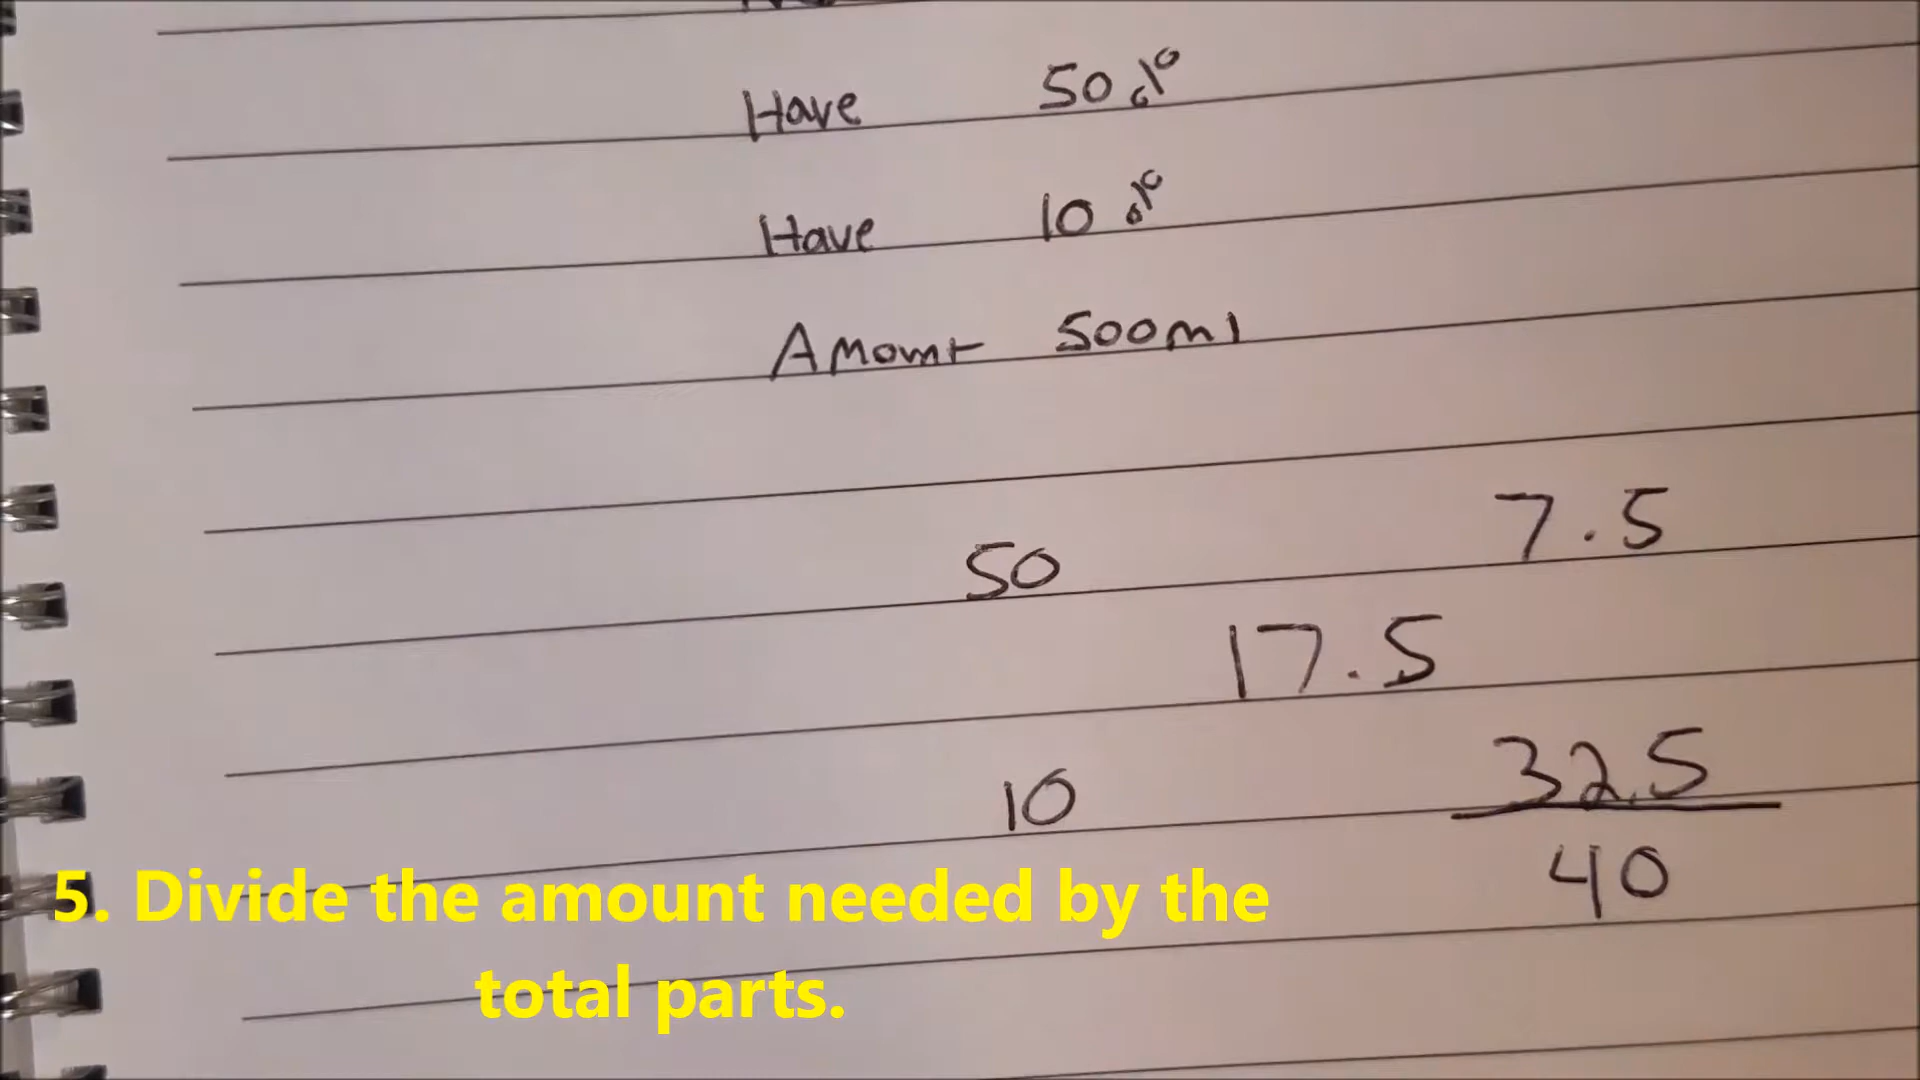 Have 50%
Have 10%
Amount 500ml
50 7.5
17.5
10 32.5
40
5. Divide the amount needed by the
total parts.